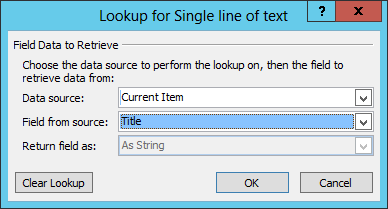 Lookup for Single line of text
? x
Field Data to Retrieve
Choose the data source to perform the lookup on, then the field to
retrieve data from:
Data source: Current Item
Field from source: Title
Return field as: As String
Clear Lookup OK Cancel